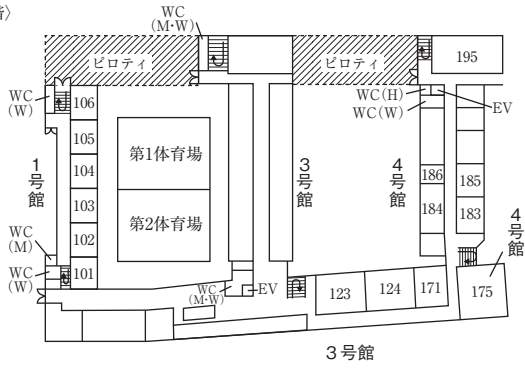 階〉
WC
(M・W)
ピロティ
ピロティ
195
WC
(W)
106
WC(H)
EV
WC(W)
105
第1体育場
1号館
104
3号館
4号館
186
185
103
184
183
第2体育場
WC
(M)
102
4号館
WC
(W)
101
WC
(M・W)
EV
123
124
171
175
3号館